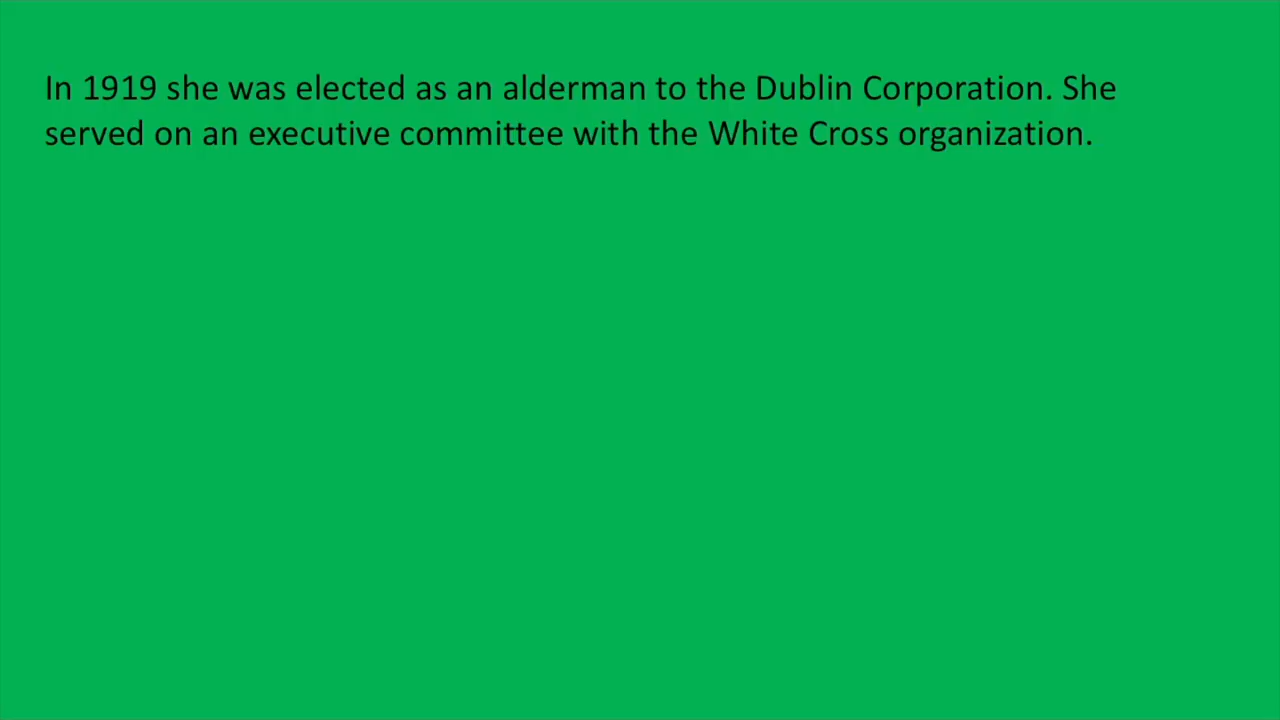 In 1919 she was elected as an alderman to the Dublin Corporation. She
served on an executive committee with the White Cross organization.